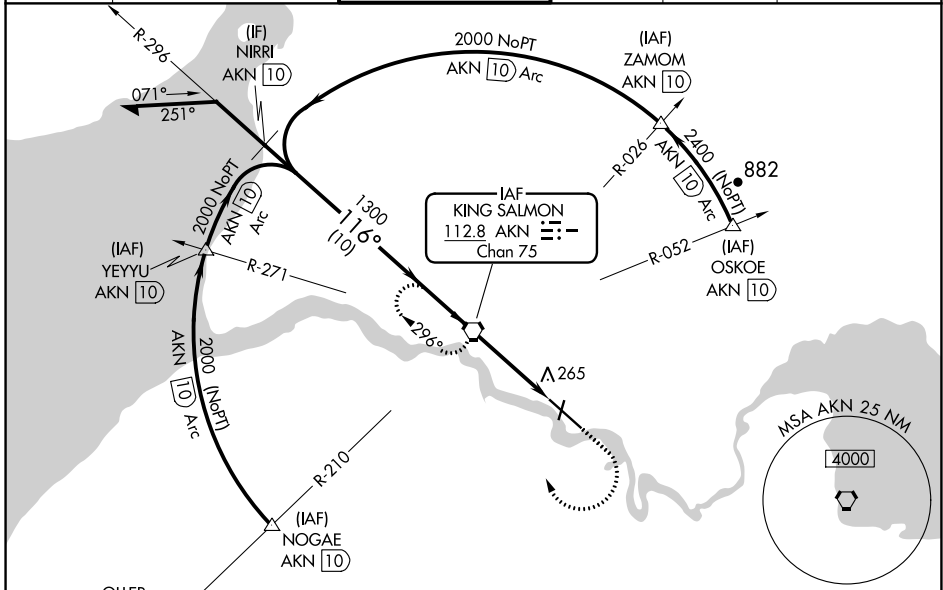 R-296
(IF)
NIRRI
AKN 10
2000 NoPT
AKN 10 Arc
(IAF)
ZAMOM
AKN 10
071°
251°
R-026
2400 (NoPT)
AKN 10 Arc
882
R-052
(IAF)
OSKOE
AKN 10
2000 NoPT
AKN 10 Arc
1300
116°
(10)
IAF
KING SALMON
112.8 AKN
Chan 75
(IAF)
YEYYU
AKN 10
R-271
296°
265
2000 (NoPT)
AKN 10 Arc
R-210
(IAF)
NOGAE
AKN 10
MSA AKN 25 NM
4000